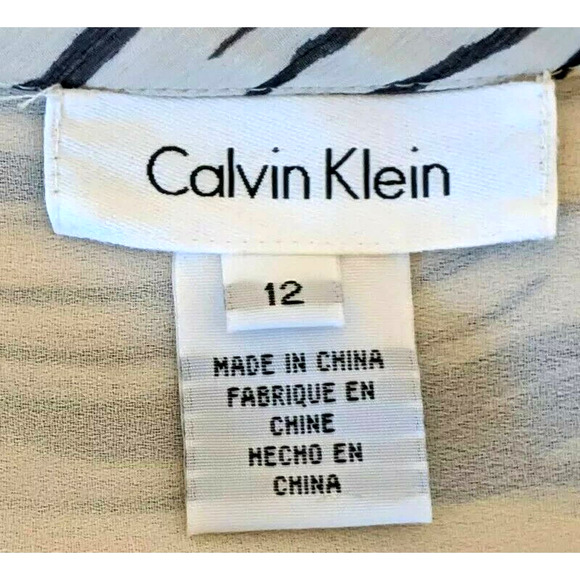 Calvin Klein
12
MADE IN CHINA
FABRIQUE EN
CHINE
HECHO EN
CHINA